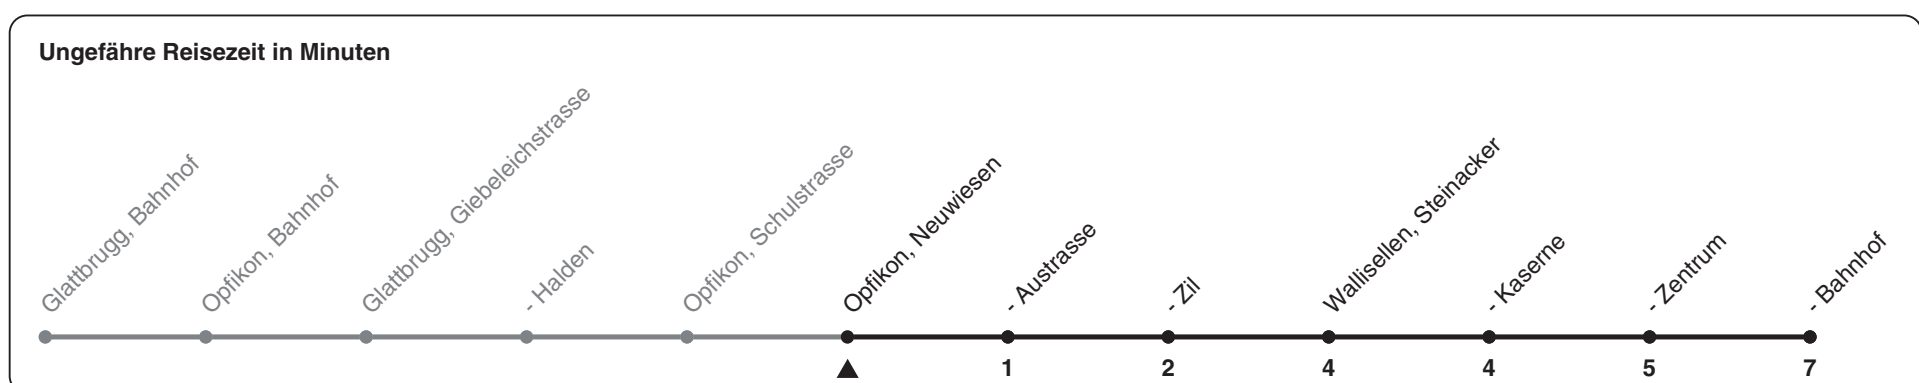 Ungefähre Reisezeit in Minuten
Glattbrugg, Bahnhof
Opfikon, Bahnhof
Glattbrugg, Giebeleichstrasse
- Halden
Opfikon, Schulstrasse
Opfikon, Neuwiesen
- Austrasse
- Zil
Wallisellen, Steinacker
- Kaserne
- Zentrum
- Bahnhof
1 2 4 4 5 7